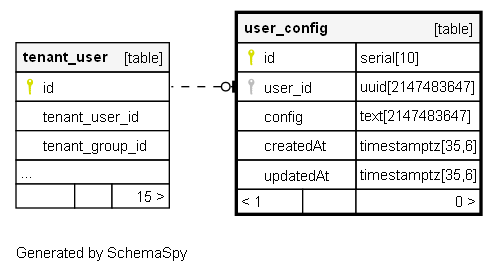 tenant_user [table]
id
tenant_user_id
tenant_group_id
...
15 >
user_config [table]
id serial[10]
user_id uuid[2147483647]
config text[2147483647]
createdAt timestamptz[35,6]
updatedAt timestamptz[35,6]
< 1 0 >
Generated by SchemaSpy